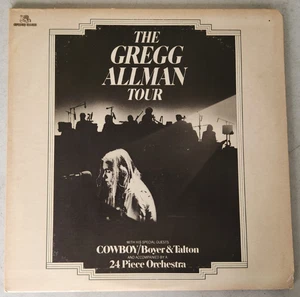 THE
GREGG
ALLMAN
TOUR
WITH HIS SPECIAL GUESTS
COWBOY/Boyer & Talton
AND ACCOMPANIED BY A
24 Piece Orchestra